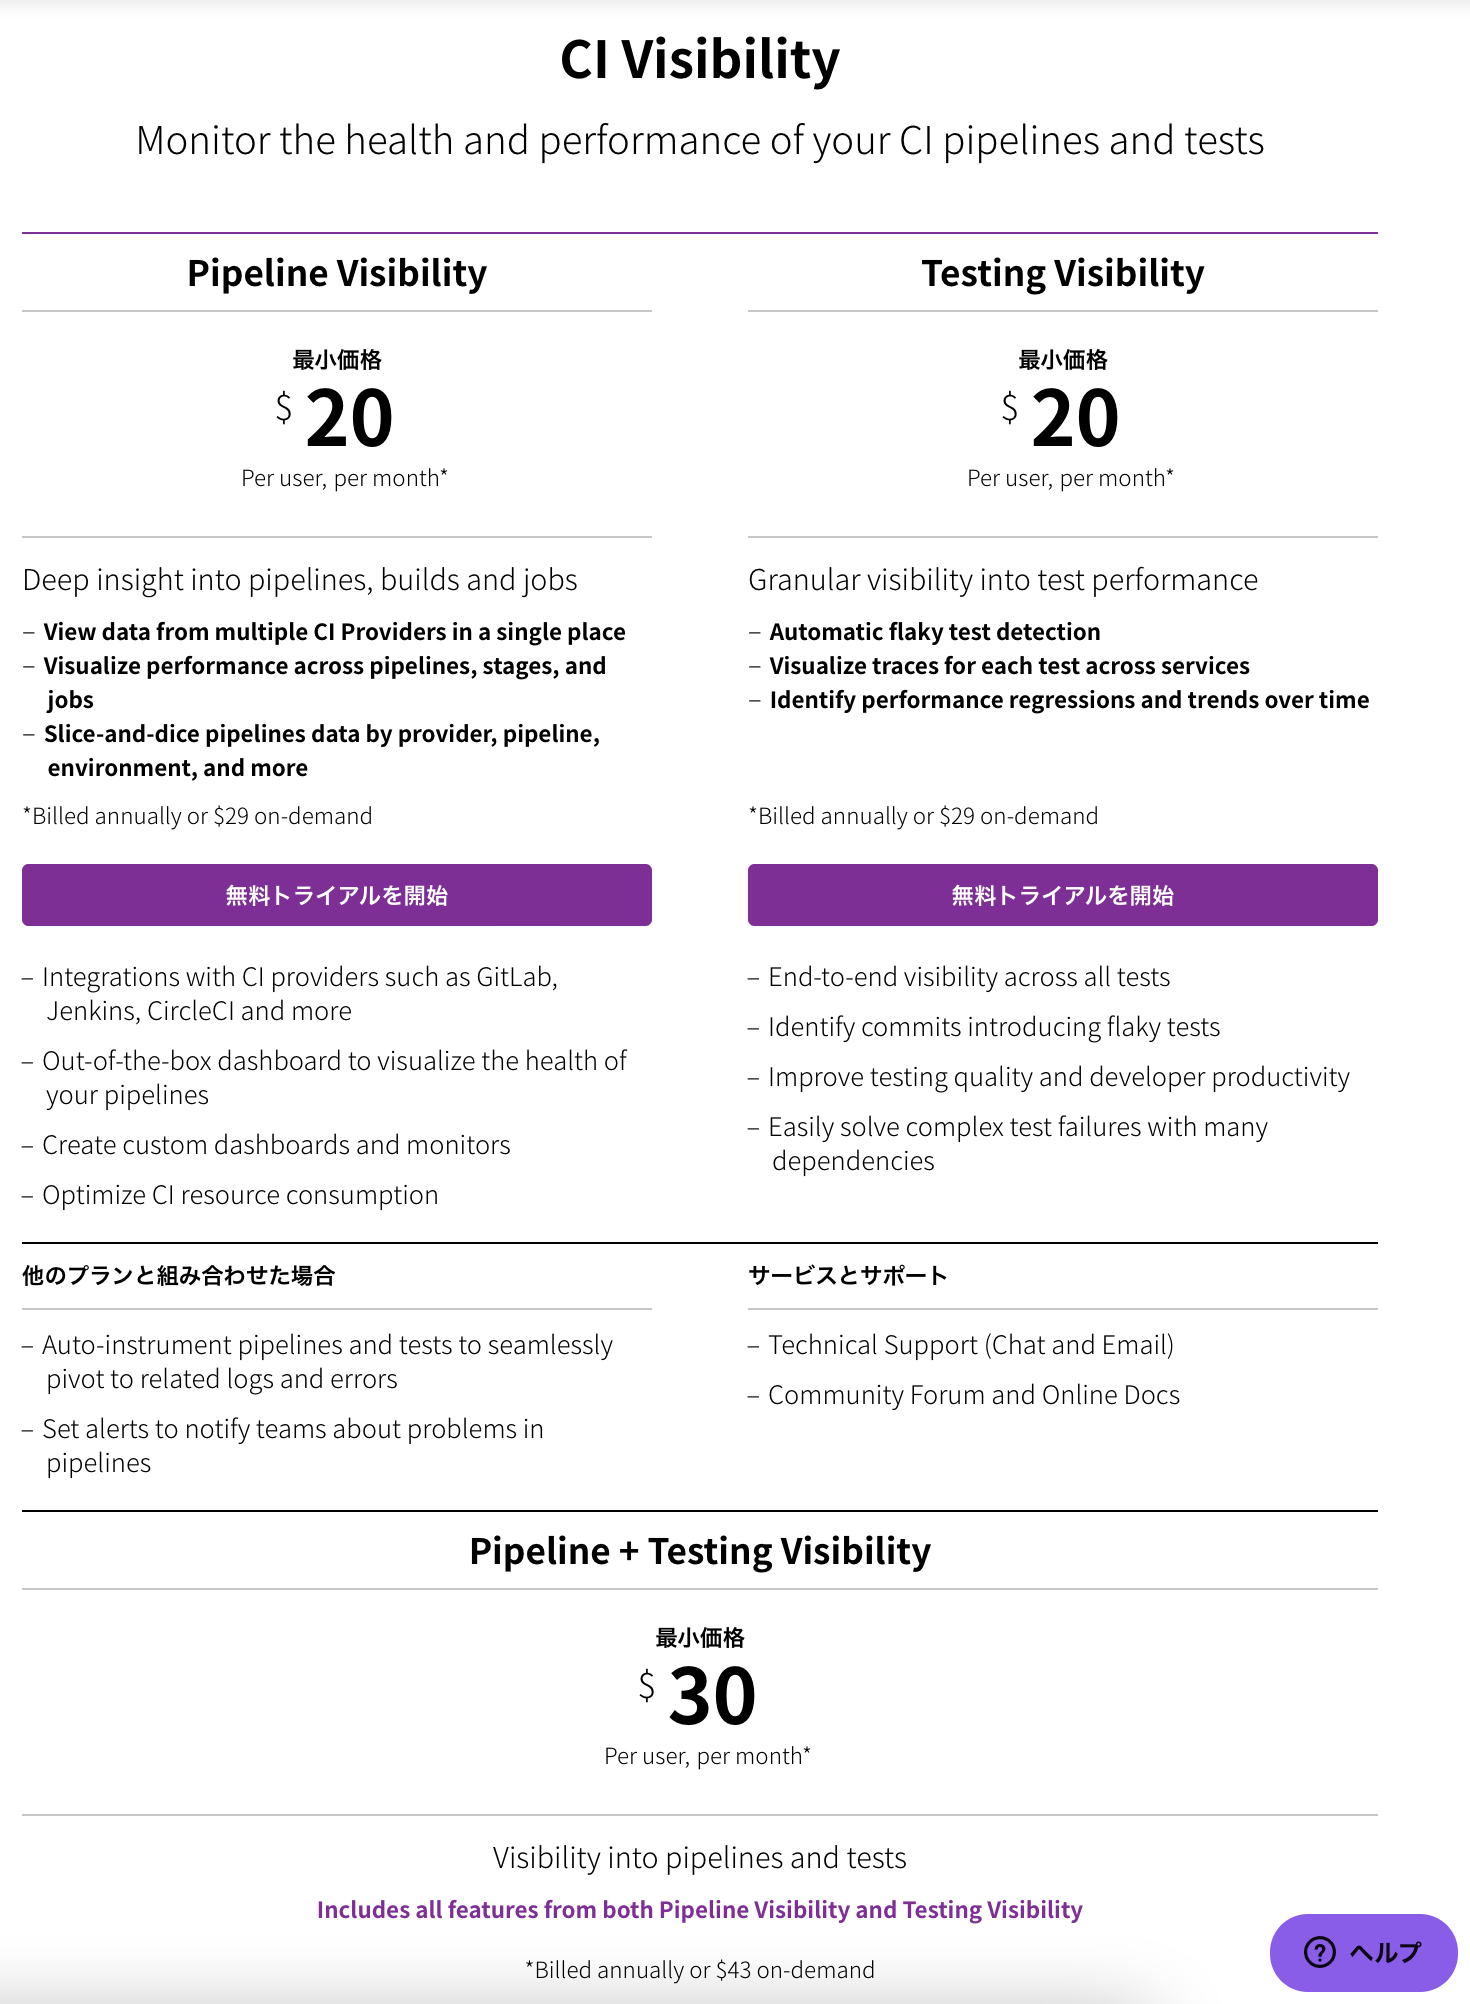 CI Visibility
Monitor the health and performance of your CI pipelines and tests
Pipeline Visibility
最小価格
$ 20
Per user, per month*
Deep insight into pipelines, builds and jobs
– View data from multiple CI Providers in a single place
– Visualize performance across pipelines, stages, and
jobs
– Slice-and-dice pipelines data by provider, pipeline,
environment, and more
*Billed annually or $29 on-demand
無料トライアルを開始
– Integrations with CI providers such as GitLab,
Jenkins, CircleCI and more
– Out-of-the-box dashboard to visualize the health of
your pipelines
– Create custom dashboards and monitors
– Optimize CI resource consumption
Testing Visibility
最小価格
$ 20
Per user, per month*
Granular visibility into test performance
– Automatic flaky test detection
– Visualize traces for each test across services
– Identify performance regressions and trends over time
*Billed annually or $29 on-demand
無料トライアルを開始
– End-to-end visibility across all tests
– Identify commits introducing flaky tests
– Improve testing quality and developer productivity
– Easily solve complex test failures with many
dependencies
他のプランと組み合わせた場合
– Auto-instrument pipelines and tests to seamlessly
pivot to related logs and errors
– Set alerts to notify teams about problems in
pipelines
サービスとサポート
– Technical Support (Chat and Email)
– Community Forum and Online Docs
Pipeline + Testing Visibility
最小価格
$ 30
Per user, per month*
Visibility into pipelines and tests
Includes all features from both Pipeline Visibility and Testing Visibility
*Billed annually or $43 on-demand
ヘルプ